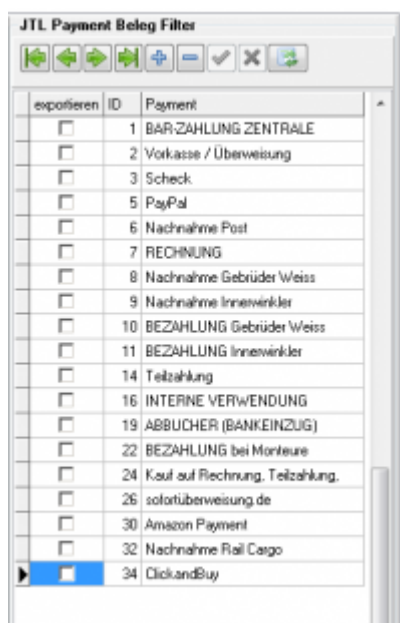 JTL Payment Beleg Filter
exportieren ID Payment
1 BAR-ZAHLUNG ZENTRALE
2 Vorkasse / Überweisung
3 Scheck
5 PayPal
6 Nachnahme Post
7 RECHNUNG
8 Nachnahme Gebrüder Weiss
9 Nachnahme Innerwinkler
10 BEZAHLUNG Gebrüder Weiss
11 BEZAHLUNG Innerwinkler
14 Teilzahlung
16 INTERNE VERWENDUNG
19 ABBUCHER (BANKEINZUG)
22 BEZAHLUNG bei Monteure
24 Kauf auf Rechnung, Teilzahlung,
26 sofortüberweisung.de
30 Amazon Payment
32 Nachnahme Rail Cargo
34 ClickandBuy